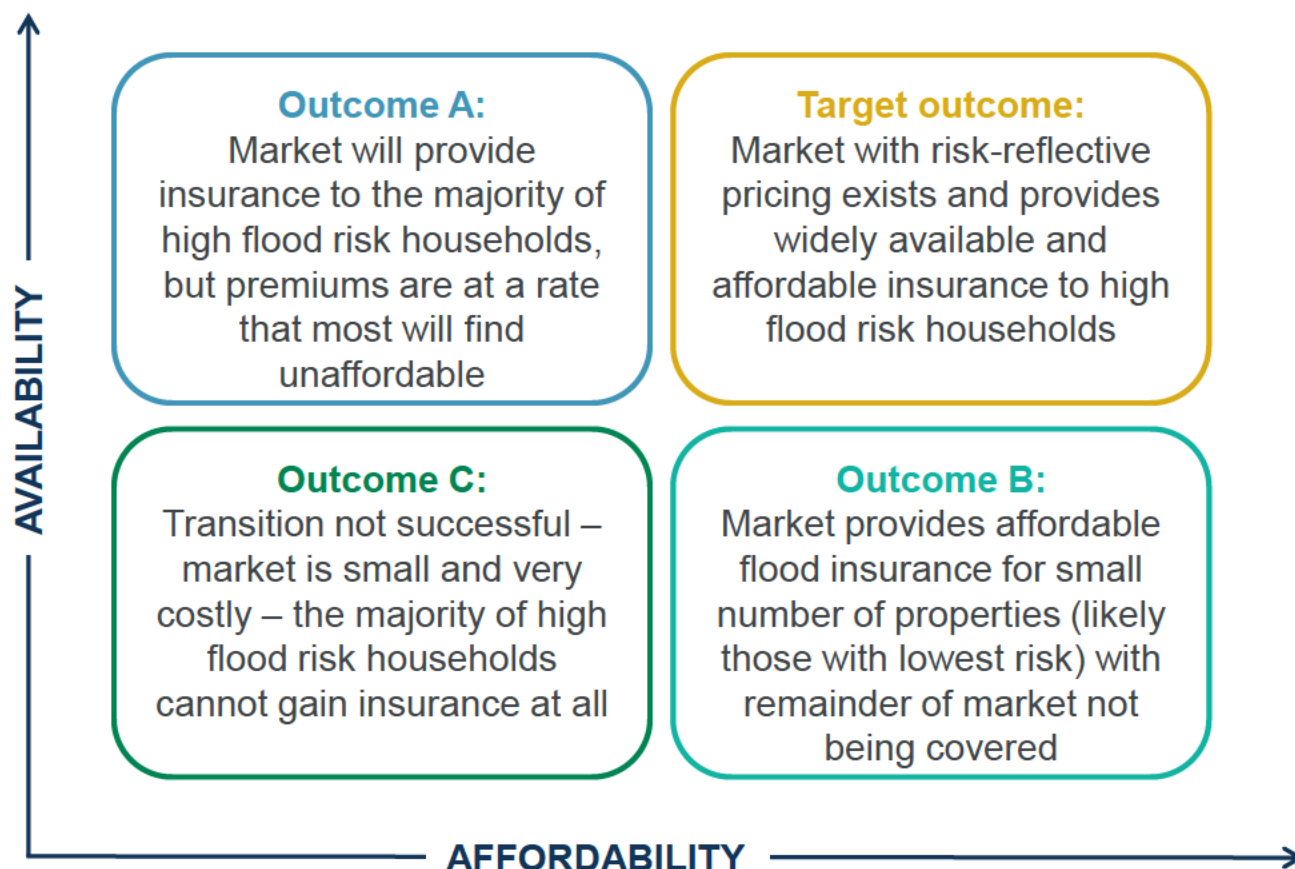 AVAILABILITY
Outcome A:
Market will provide
insurance to the majority of
high flood risk households,
but premiums are at a rate
that most will find
unaffordable
Target outcome:
Market with risk-reflective
pricing exists and provides
widely available and
affordable insurance to high
flood risk households
Outcome C:
Transition not successful –
market is small and very
costly – the majority of high
flood risk households
cannot gain insurance at all
Outcome B:
Market provides affordable
flood insurance for small
number of properties (likely
those with lowest risk) with
remainder of market not
being covered
AFFORDABILITY